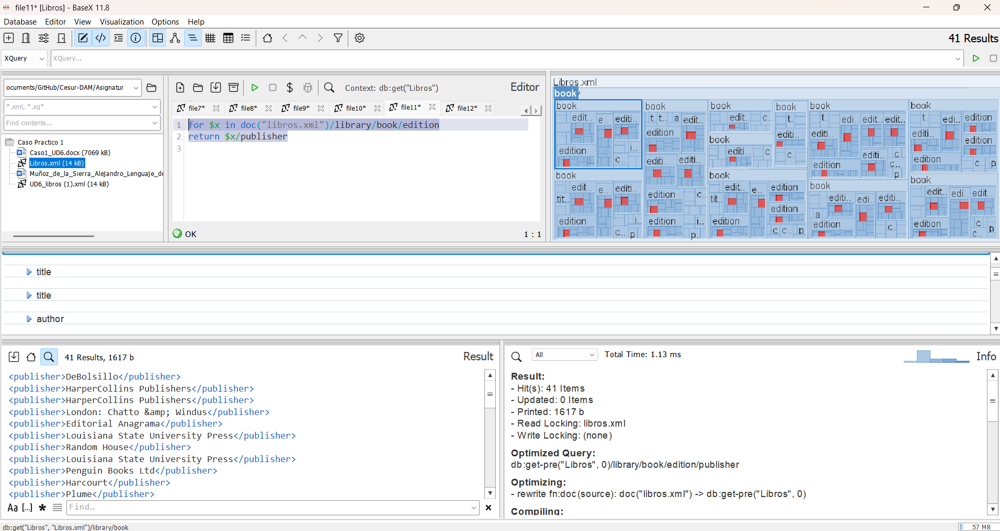 file11* [Libros] - BaseX 11.8
Database Editor View Visualization Options Help
41 Results
XQuery XQuery...
ocuments/GitHub/Cesur-DAM/Asignatur
*.xml, *.xq*
Find contents...
Caso Practico 1
Caso1_UD6.docx (7069 kB)
Libros.xml (14 kB)
Muñoz_de_la_Sierra_Alejandro_Lenguaje_de
UD6_libros (1).xml (14 kB)
Context: db:get("Libros") Editor
file7* file8* file9* file10* file11* file12*
1 for $x in doc("libros.xml")/library/book/edition
2 return $x/publisher
3
OK 1 : 1
Libros.xml
book
book book book book book book
edit.. e.. editi.. t. t.. a edit.. edit.. c. t. t. edi.. edit.. edit.. t. edi.. edition
edition book editi.. editi.. editi.. edition
edition i.. c. editi.. editi.. editi.. c c. edition editi.. c c.. p edition c.. p
book book book book
edit.. e.. editi.. edition c.. edit.. e.. edition editi.. edi.. editi.. edit.. edi.. edit..
tit.. tit.. edition a
edition i.. c.. p edition i.. p. edition c c.. p edition c. edition c c.. p
title
title
author
41 Results, 1617 b Result
<publisher>DeBolsillo</publisher>
<publisher>HarperCollins Publishers</publisher>
<publisher>HarperCollins Publishers</publisher>
<publisher>London: Chatto &amp; Windus</publisher>
<publisher>Editorial Anagrama</publisher>
<publisher>Louisiana State University Press</publisher>
<publisher>Random House</publisher>
<publisher>Louisiana State University Press</publisher>
<publisher>Penguin Books Ltd</publisher>
<publisher>Harcourt</publisher>
<publisher>Plume</publisher>
Aa [...] * Find...
All Total Time: 1.13 ms Info
Result:
- Hit(s): 41 Items
- Updated: 0 Items
- Printed: 1617 b
- Read Locking: libros.xml
- Write Locking: (none)
Optimized Query:
db:get-pre("Libros", 0)/library/book/edition/publisher
Optimizing:
- rewrite fn:doc(source): doc("libros.xml") -> db:get-pre("Libros", 0)
Compiling:
db:get("Libros", "Libros.xml")/library/book
57 MB